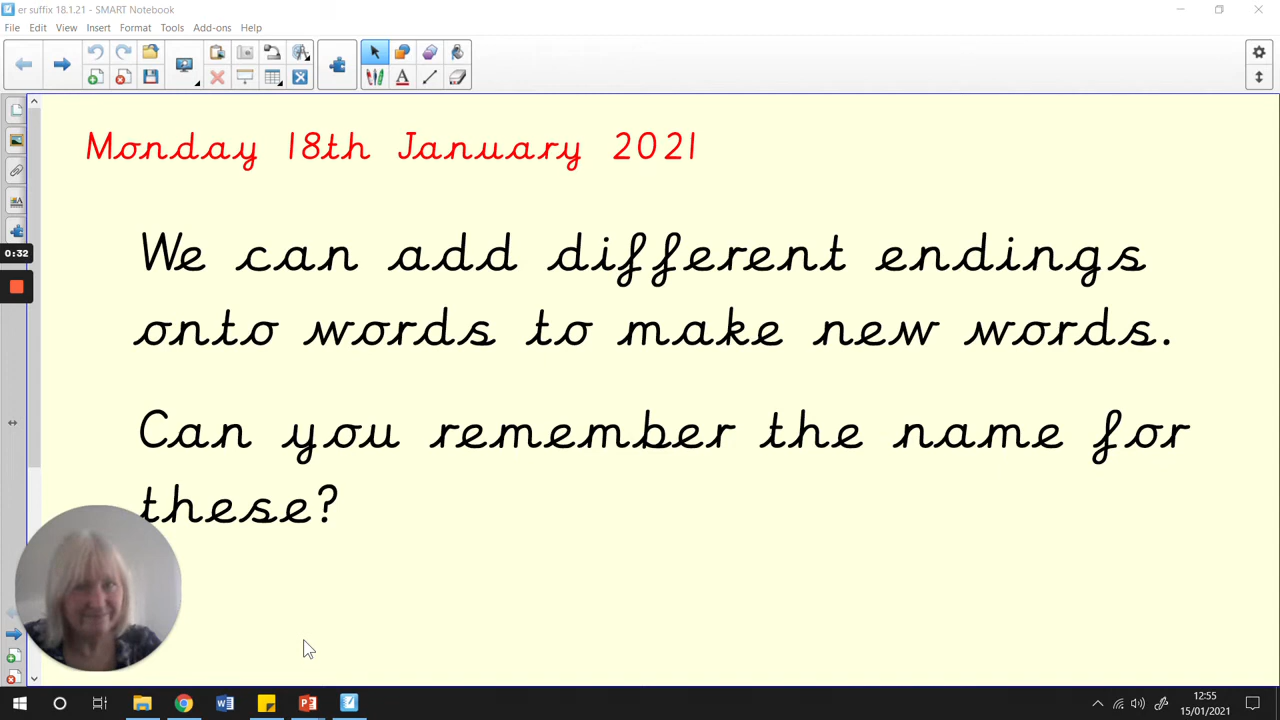 er suffix 18.1.21 - SMART Notebook
File Edit View Insert Format Tools Add-ons Help
Monday 18th January 2021
We can add different endings
onto words to make new words.
0:32
Can you remember the name for
these?
12:55
15/01/2021